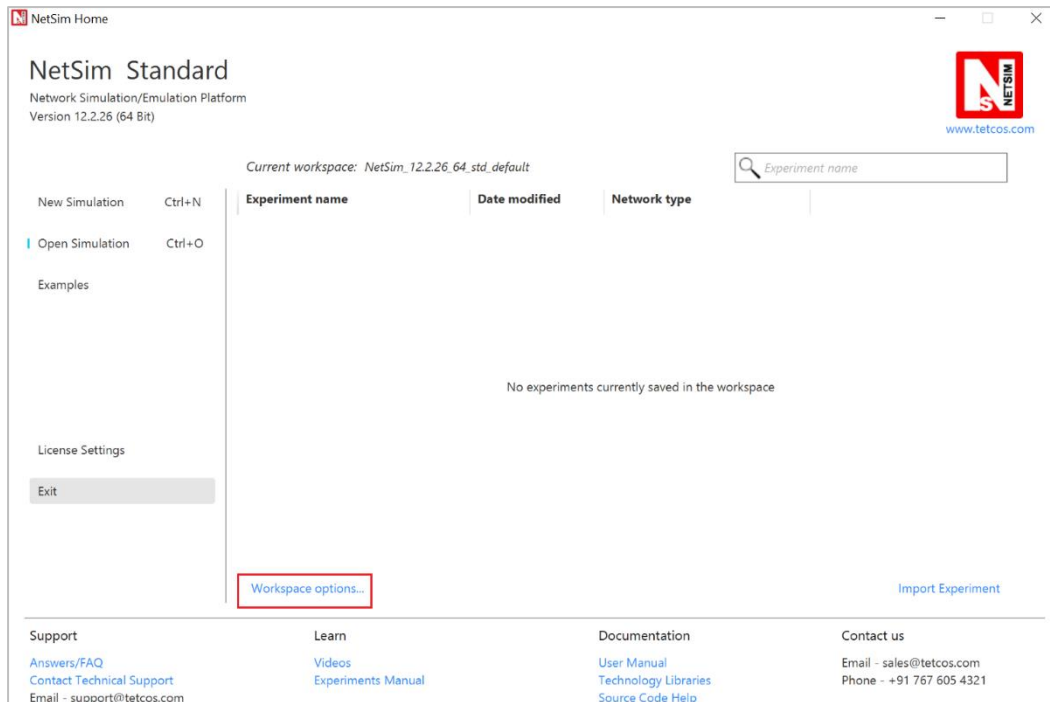 NetSim Home
NetSim Standard
Network Simulation/Emulation Platform
Version 12.2.26 (64 Bit)
NETSIM
NS
www.tetcos.com
Current workspace: NetSim_12.2.26_64_std_default
Experiment name
New Simulation Ctrl+N
Open Simulation Ctrl+O
Examples
License Settings
Exit
Experiment name Date modified Network type
No experiments currently saved in the workspace
Workspace options...
Import Experiment
Support
Answers/FAQ
Contact Technical Support
Email - support@tetcos.com
Learn
Videos
Experiments Manual
Documentation
User Manual
Technology Libraries
Source Code Help
Contact us
Email - sales@tetcos.com
Phone - +91 767 605 4321